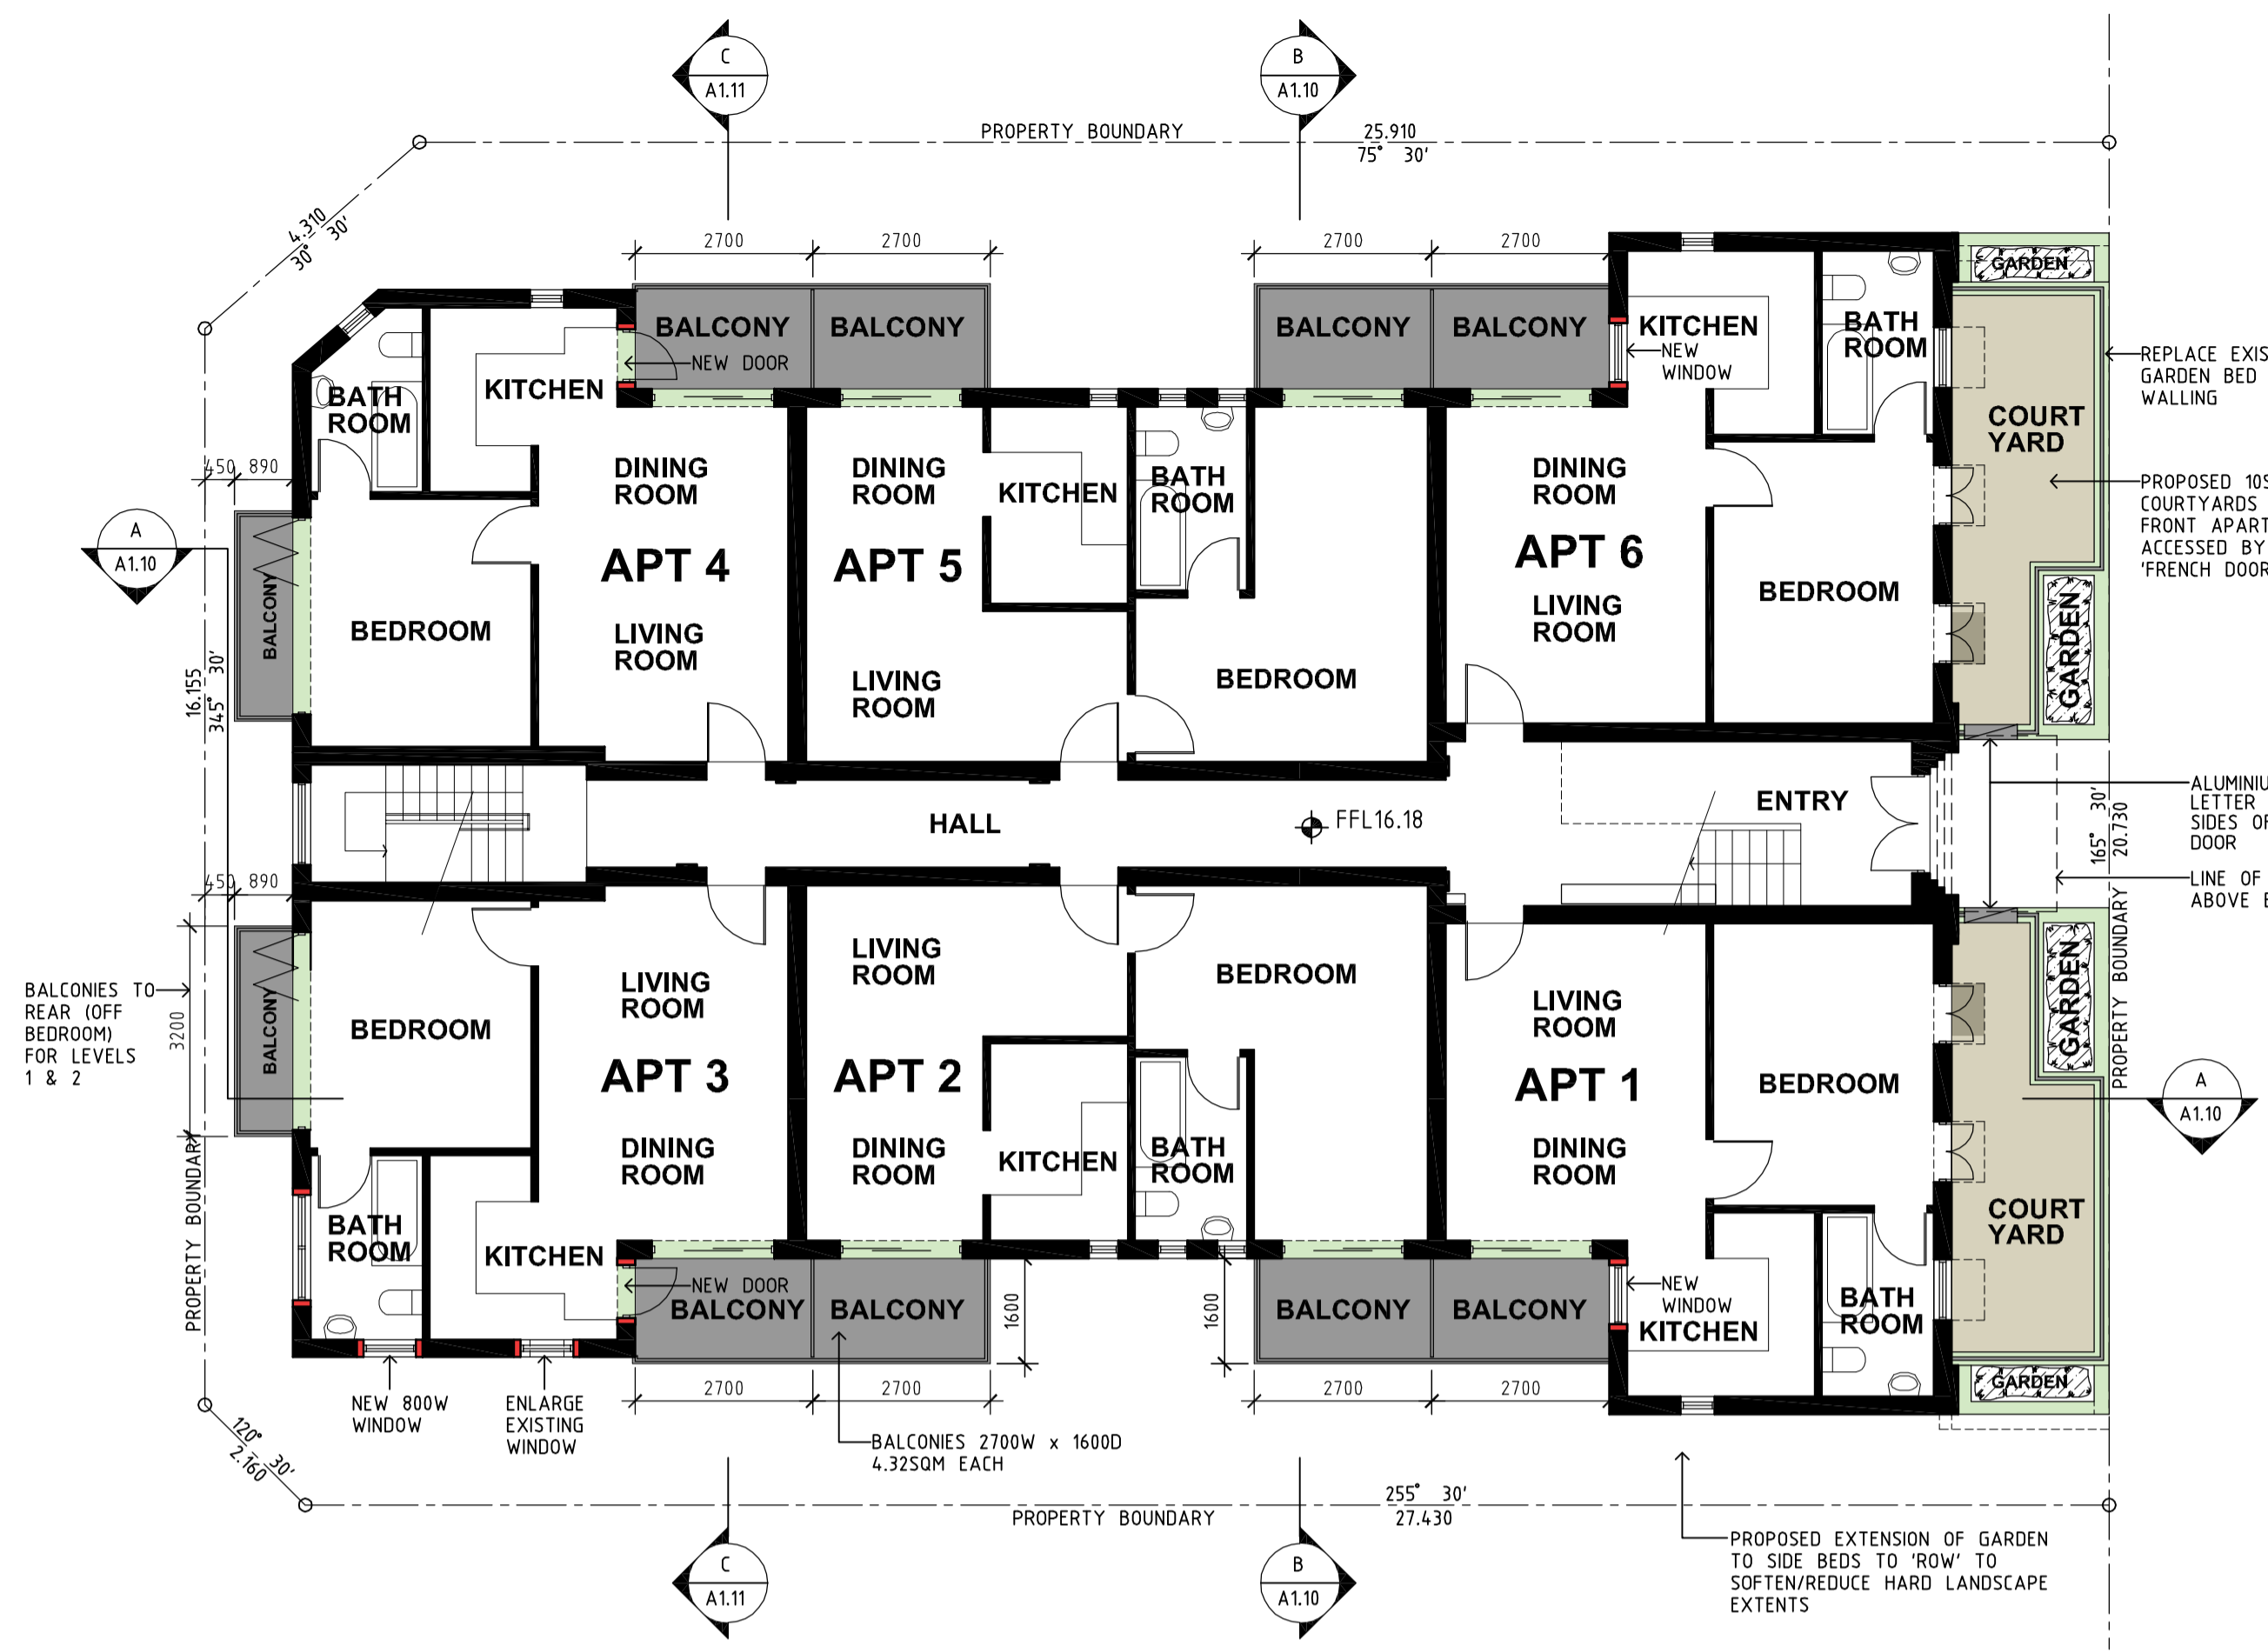 C
A1.11
B
A1.10
PROPERTY BOUNDARY
25.910
75° 30'
4.310
30° 30'
2700
2700
2700
2700
GARDEN
BALCONY
BALCONY
BALCONY
BALCONY
KITCHEN
BATH
ROOM
NEW DOOR
NEW
WINDOW
REPLACE EXIS
GARDEN BED
WALLING
BATH
ROOM
KITCHEN
COURT
YARD
450
890
DINING
ROOM
DINING
ROOM
KITCHEN
BATH
ROOM
DINING
ROOM
PROPOSED 10S
COURTYARDS
FRONT APART
ACCESSED BY
'FRENCH DOOR
A
A1.10
APT 4
APT 5
APT 6
BALCONY
BEDROOM
LIVING
ROOM
LIVING
ROOM
BEDROOM
LIVING
ROOM
BEDROOM
GARDEN
16.155
345° 30'
HALL
FFL16.18
ENTRY
ALUMINIU
LETTER
SIDES OF
DOOR
165° 30'
20.730
LINE OF
ABOVE E
450
890
BALCONIES TO
REAR (OFF
BEDROOM)
FOR LEVELS
1 & 2
3200
BALCONY
BEDROOM
LIVING
ROOM
LIVING
ROOM
BEDROOM
LIVING
ROOM
BEDROOM
GARDEN
PROPERTY BOUNDARY
APT 3
APT 2
APT 1
A
A1.10
DINING
ROOM
DINING
ROOM
KITCHEN
BATH
ROOM
DINING
ROOM
COURT
YARD
PROPERTY BOUNDARY
BATH
ROOM
KITCHEN
NEW DOOR
BALCONY
BALCONY
1600
1600
BALCONY
BALCONY
NEW
WINDOW
KITCHEN
BATH
ROOM
GARDEN
NEW 800W
WINDOW
ENLARGE
EXISTING
WINDOW
2700
2700
2700
2700
BALCONIES 2700W x 1600D
4.32SQM EACH
120° 30'
2.160
PROPERTY BOUNDARY
255° 30'
27.430
PROPOSED EXTENSION OF GARDEN
TO SIDE BEDS TO 'ROW' TO
SOFTEN/REDUCE HARD LANDSCAPE
EXTENTS
C
A1.11
B
A1.10